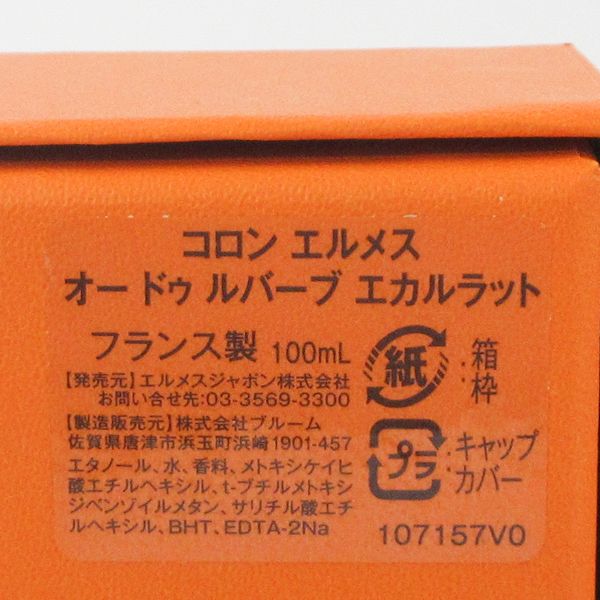 コロン エルメス
オー ドゥ ルバーブ エカルラット
フランス製 100mL
【発売元】エルメスジャポン株式会社
お問い合せ先:03-3569-3300
【製造販売元】株式会社ブルーム
佐賀県唐津市浜玉町浜崎1901-457
エタノール、水、香料、メトキシケイヒ
酸エチルヘキシル、t-ブチルメトキシ
ジベンゾイルメタン、サリチル酸エチ
ルヘキシル、BHT、EDTA-2Na
紙 :箱
枠
プラ :キャップ
カバー
107157V0